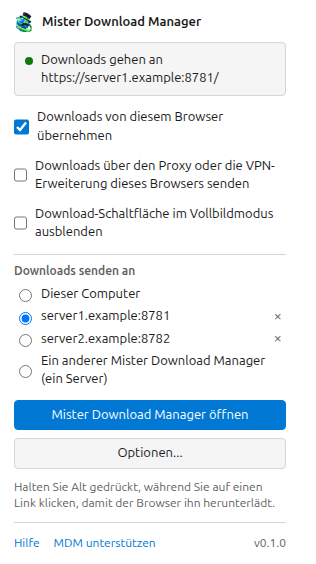 Mister Download Manager
Downloads gehen an
https://server1.example:8781/
Downloads von diesem Browser
übernehmen
Downloads über den Proxy oder die VPN-
Erweiterung dieses Browsers senden
Download-Schaltfläche im Vollbildmodus
ausblenden
Downloads senden an
Dieser Computer
server1.example:8781 ×
server2.example:8782 ×
Ein anderer Mister Download Manager
(ein Server)
Mister Download Manager öffnen
Optionen...
Halten Sie Alt gedrückt, während Sie auf einen
Link klicken, damit der Browser ihn herunterlädt.
Hilfe MDM unterstützen v0.1.0